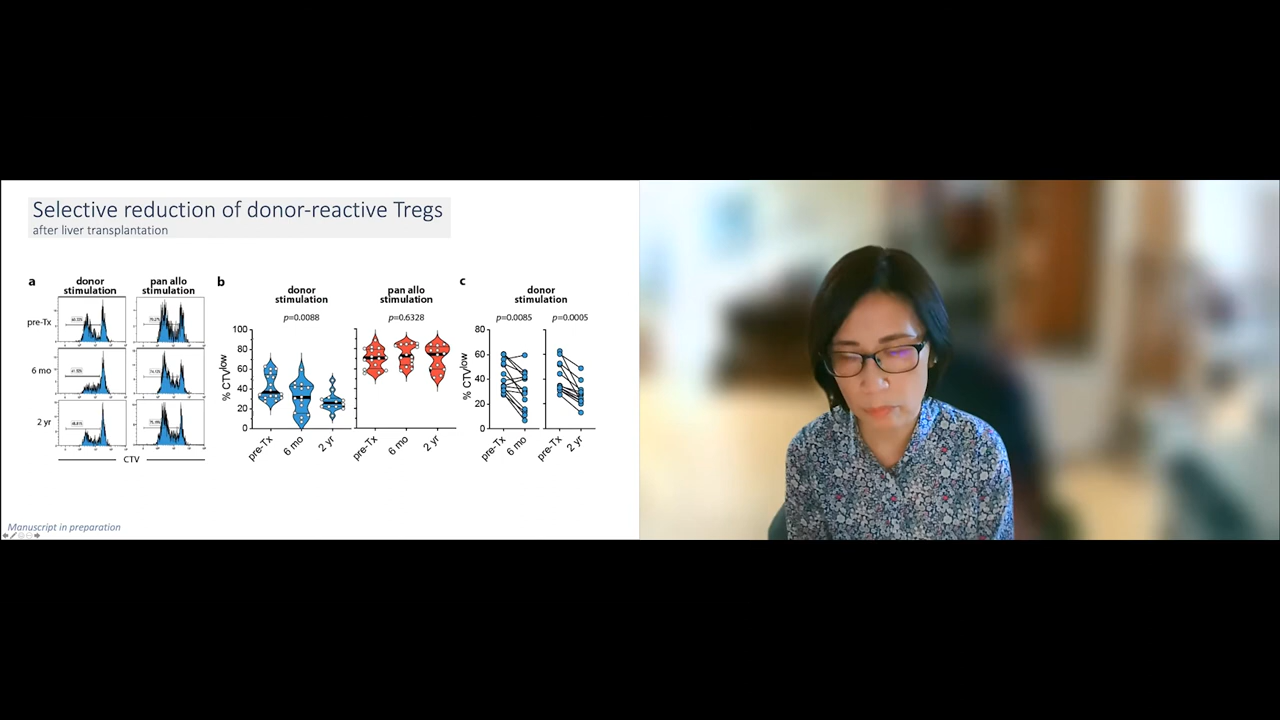 Selective reduction of donor-reactive Tregs
after liver transplantation
a
donor
stimulation
pan allo
stimulation
pre-Tx
6 mo
2 yr
CTV
b
donor
stimulation
pan allo
stimulation
p=0.0088
p=0.6328
% CTVlow
100
80
60
40
20
0
pre-Tx
6 mo
2 yr
pre-Tx
6 mo
2 yr
c
donor
stimulation
p=0.0085
p=0.0005
% CTVlow
80
60
40
20
0
pre-Tx
6 mo
pre-Tx
2 yr
Manuscript in preparation